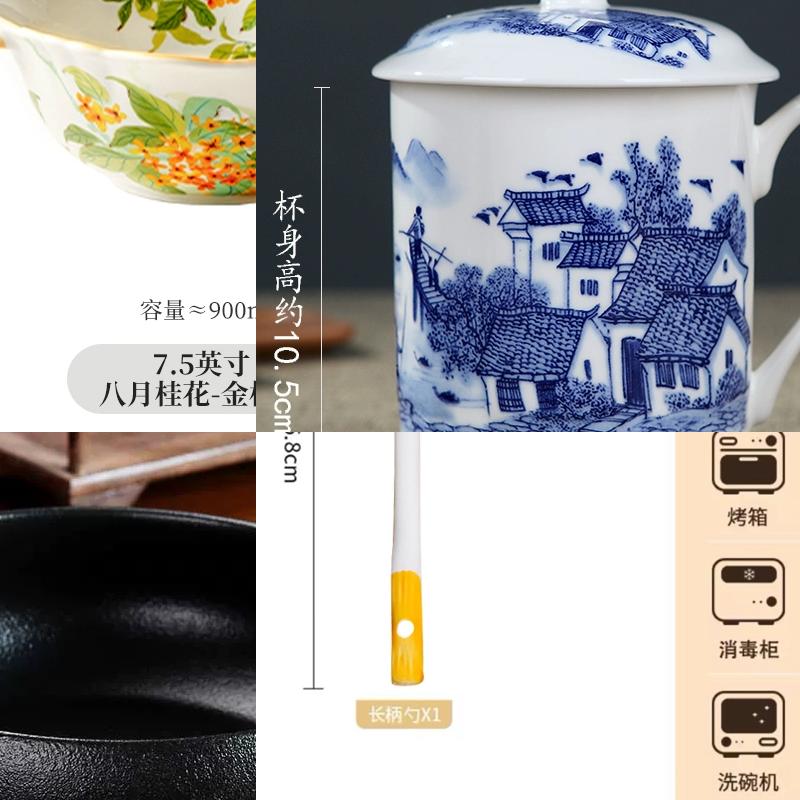 容量≈900m
7.5英寸
八月桂花-金桂
杯身高约10.5cm
.8cm
长柄勺X1
烤箱
消毒柜
洗碗机